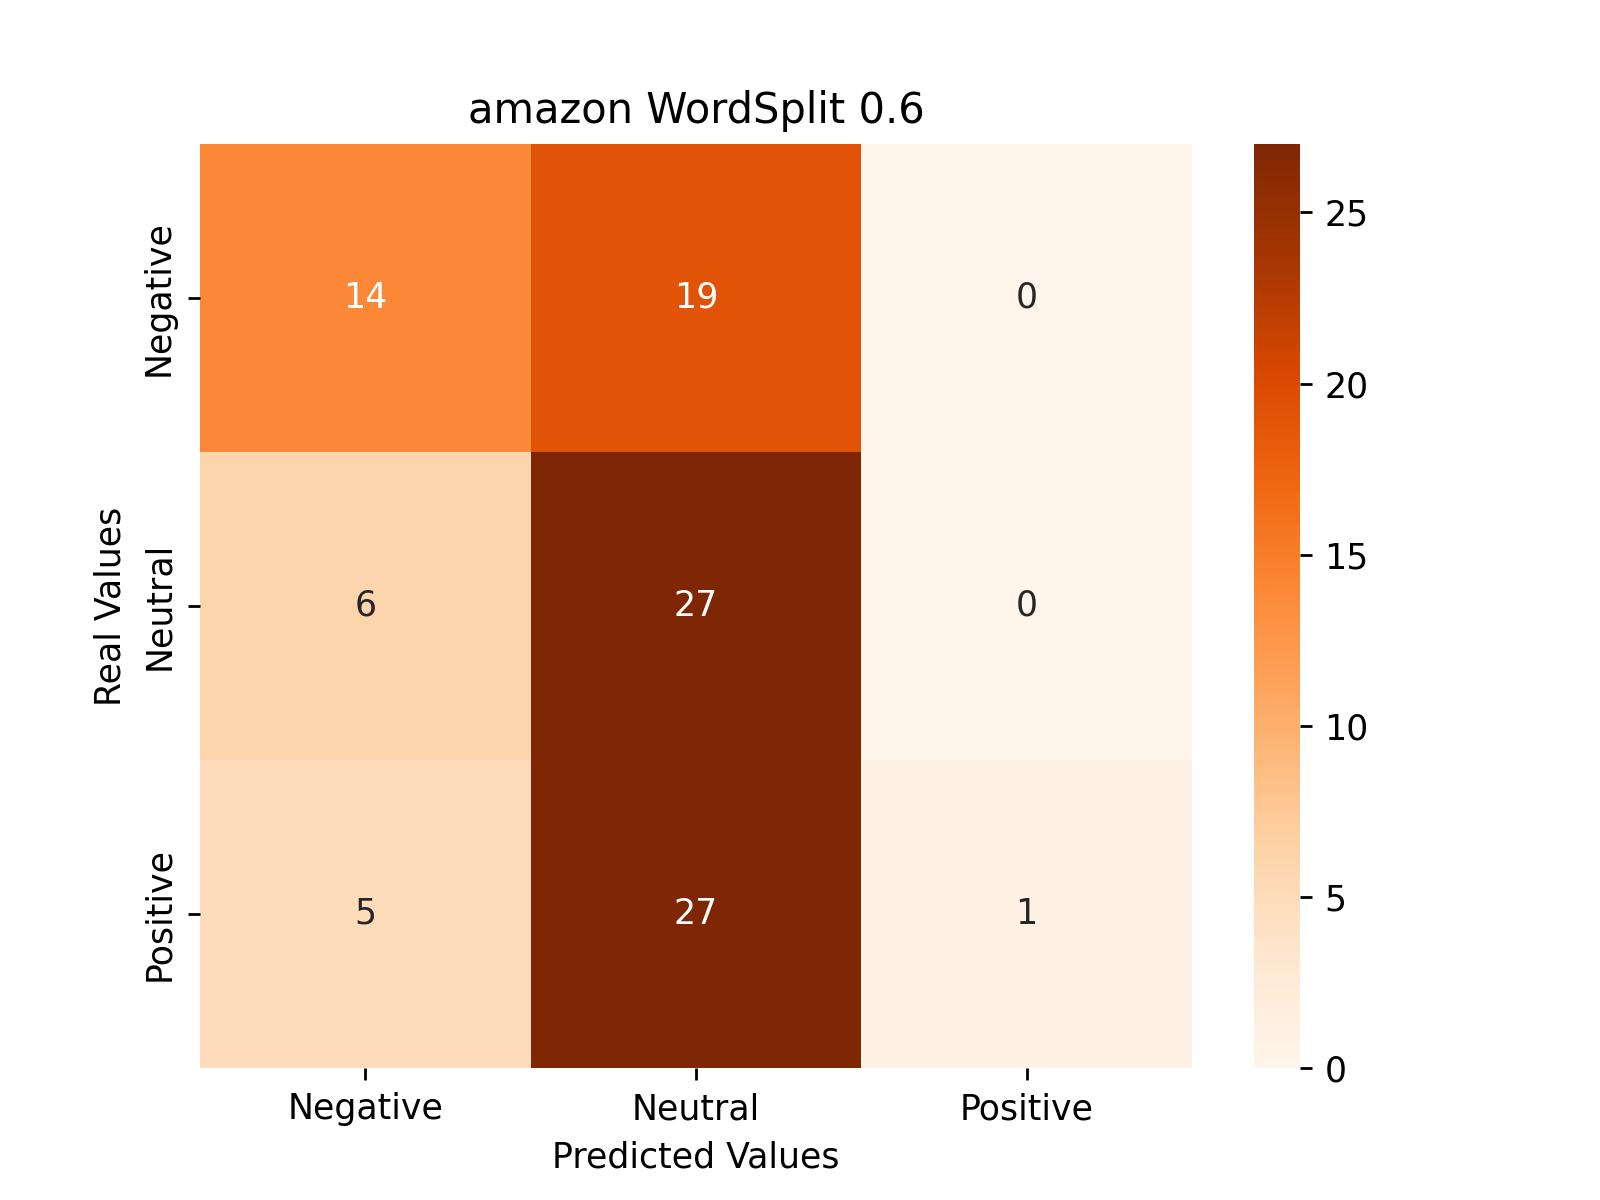 amazon WordSplit 0.6
Real Values
Negative
14 19 0
Neutral
6 27 0
Positive
5 27 1
Negative Neutral Positive
Predicted Values
25
20
15
10
5
0